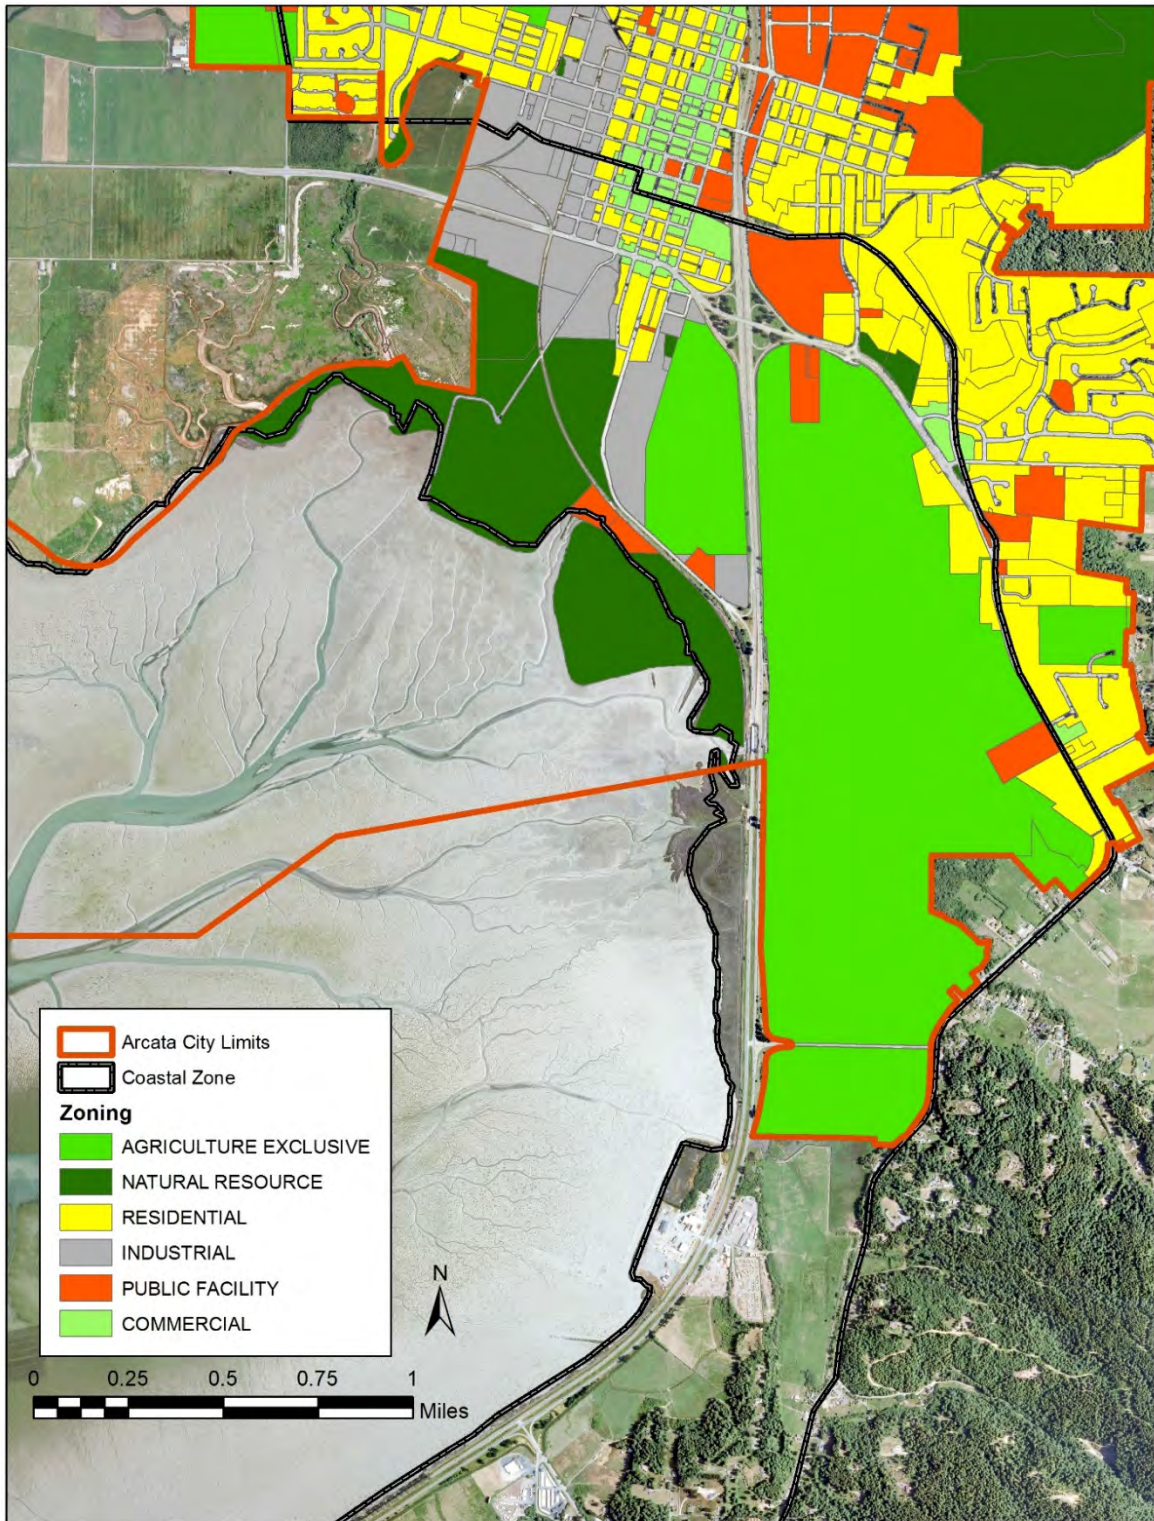 Arcata City Limits
Coastal Zone
Zoning
AGRICULTURE EXCLUSIVE
NATURAL RESOURCE
RESIDENTIAL
INDUSTRIAL
PUBLIC FACILITY
COMMERCIAL
N
0 0.25 0.5 0.75 1
Miles